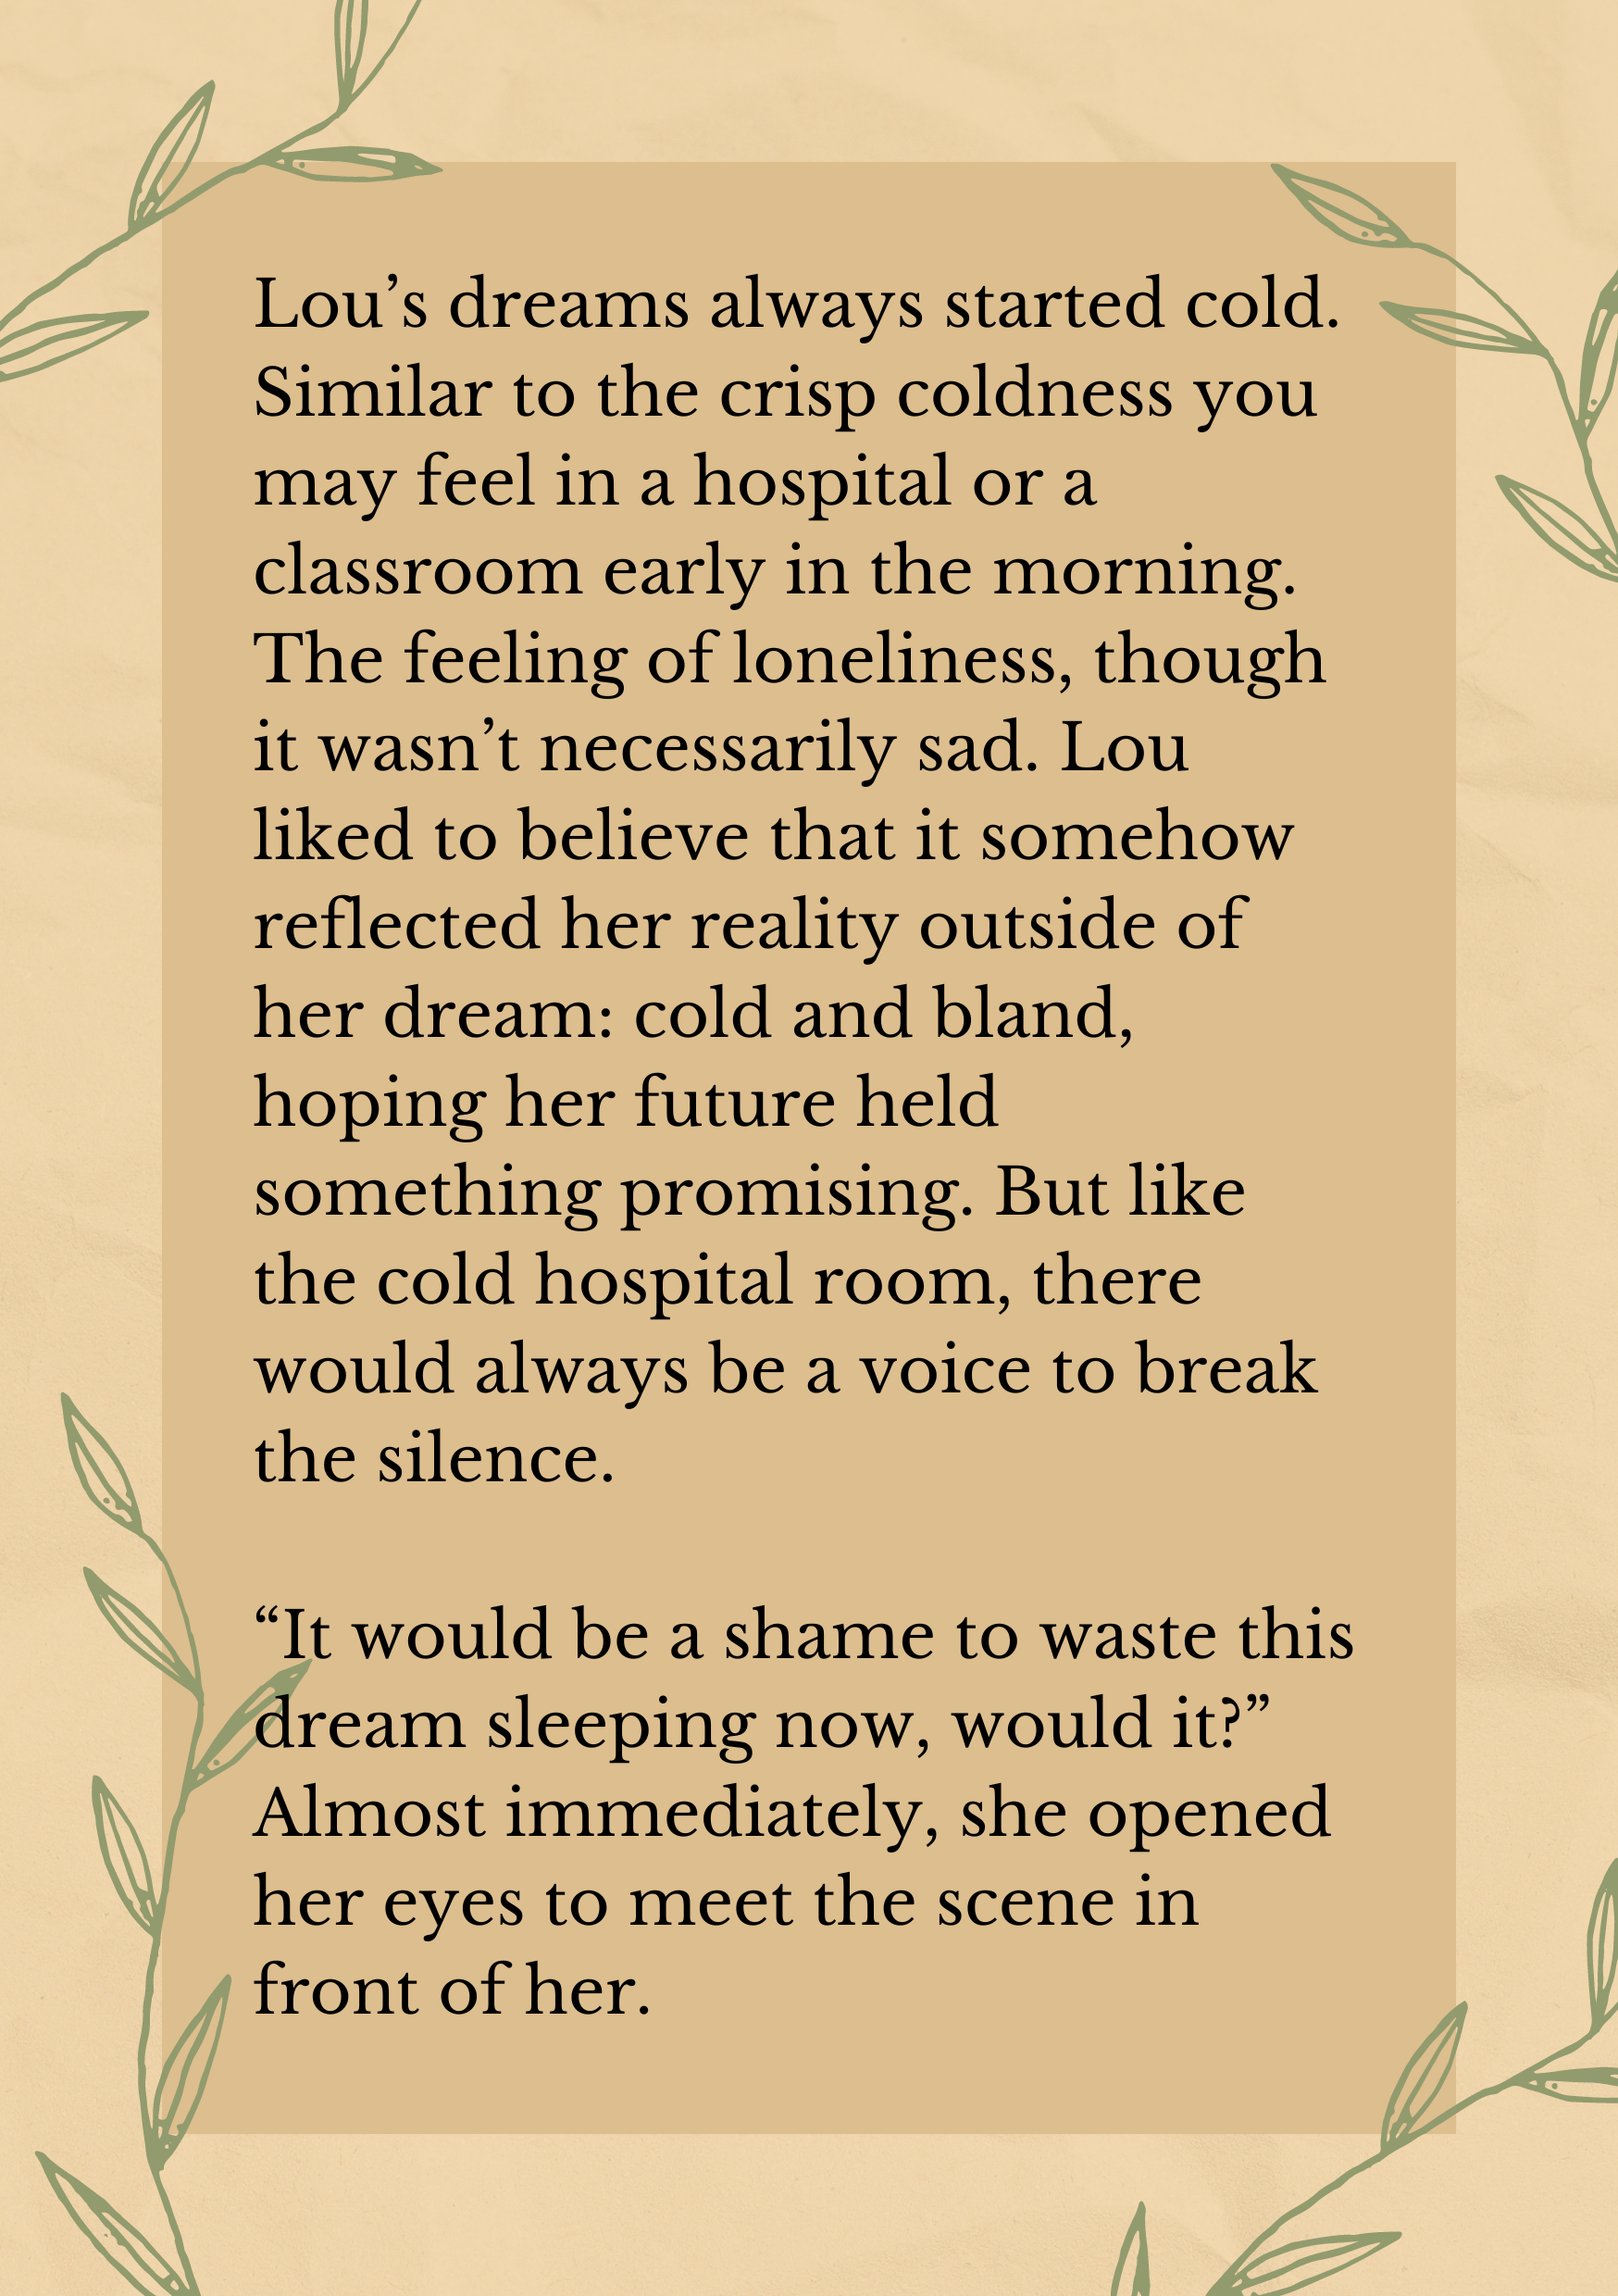 Lou’s dreams always started cold.
Similar to the crisp coldness you
may feel in a hospital or a
classroom early in the morning.
The feeling of loneliness, though
it wasn’t necessarily sad. Lou
liked to believe that it somehow
reflected her reality outside of
her dream: cold and bland,
hoping her future held
something promising. But like
the cold hospital room, there
would always be a voice to break
the silence.

“It would be a shame to waste this
dream sleeping now, would it?”
Almost immediately, she opened
her eyes to meet the scene in
front of her.